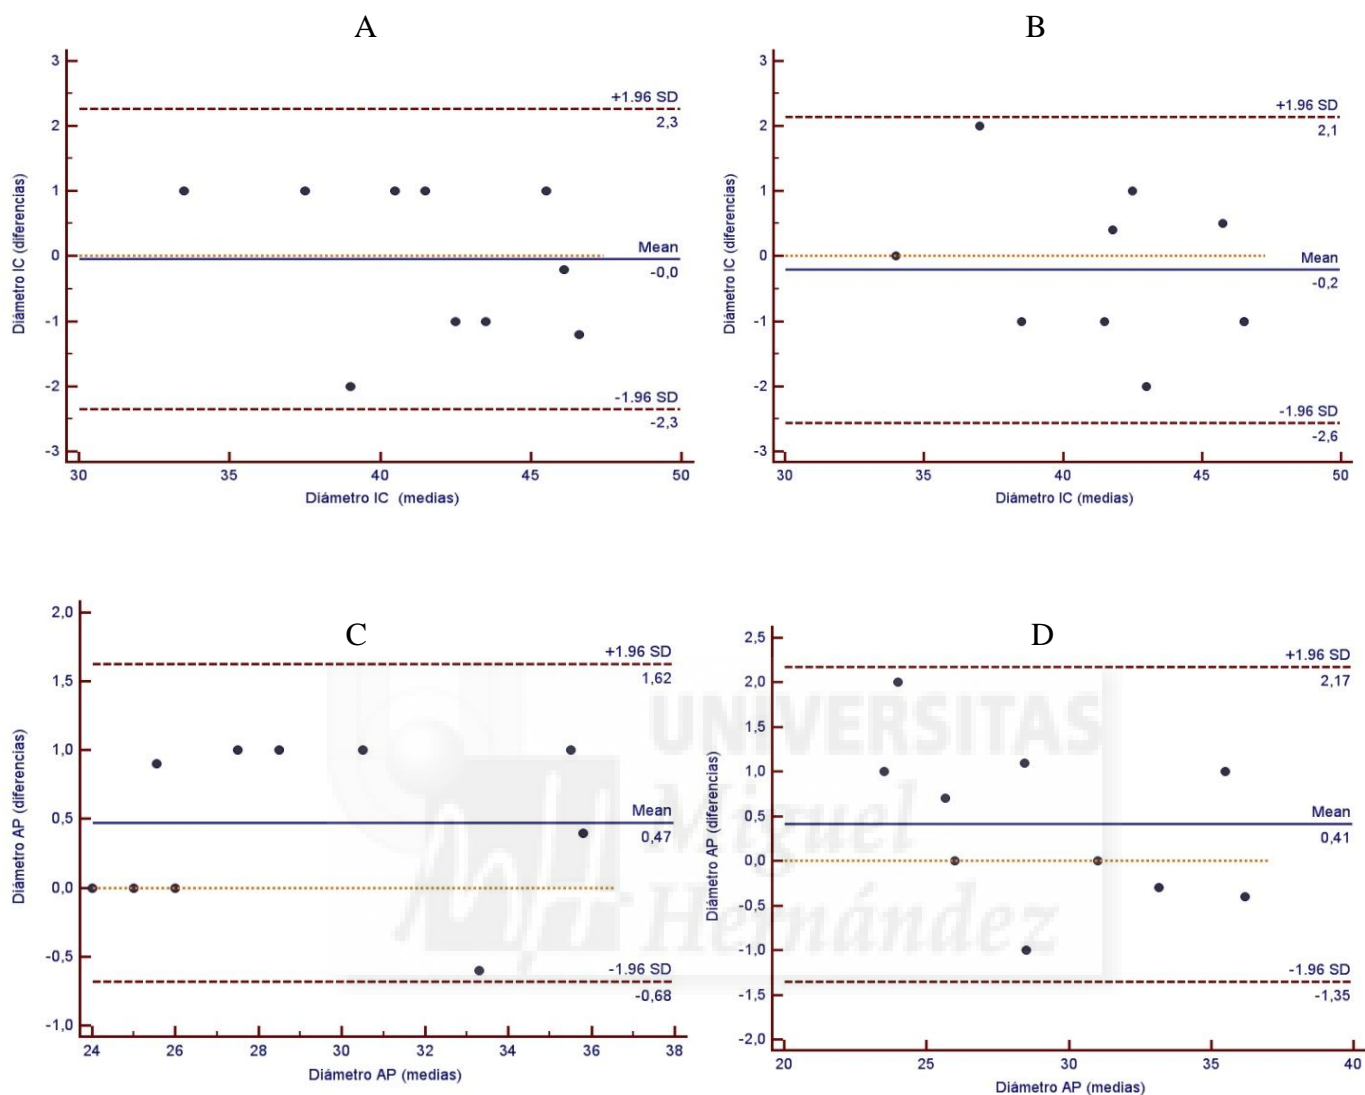 A
3
2
1
0
-1
-2
-3
30
35
40
45
50
+1.96 SD
2,3
Mean
-0,0
-1.96 SD
-2,3
Diámetro IC (diferencias)
Diámetro IC (medias)
B
3
2
1
0
-1
-2
-3
30
35
40
45
50
+1.96 SD
2,1
Mean
-0,2
-1.96 SD
-2,6
Diámetro IC (diferencias)
Diámetro IC (medias)
C
2,0
1,5
1,0
0,5
0,0
-0,5
-1,0
24
26
28
30
32
34
36
38
+1.96 SD
1,62
Mean
0,47
-1.96 SD
-0,68
Diámetro AP (diferencias)
Diámetro AP (medias)
D
2,5
2,0
1,5
1,0
0,5
0,0
-0,5
-1,0
-1,5
-2,0
20
25
30
35
40
+1.96 SD
2,17
Mean
0,41
-1.96 SD
-1,35
Diámetro AP (diferencias)
Diámetro AP (medias)
UNIVERSITAS
Miguel
Hernández